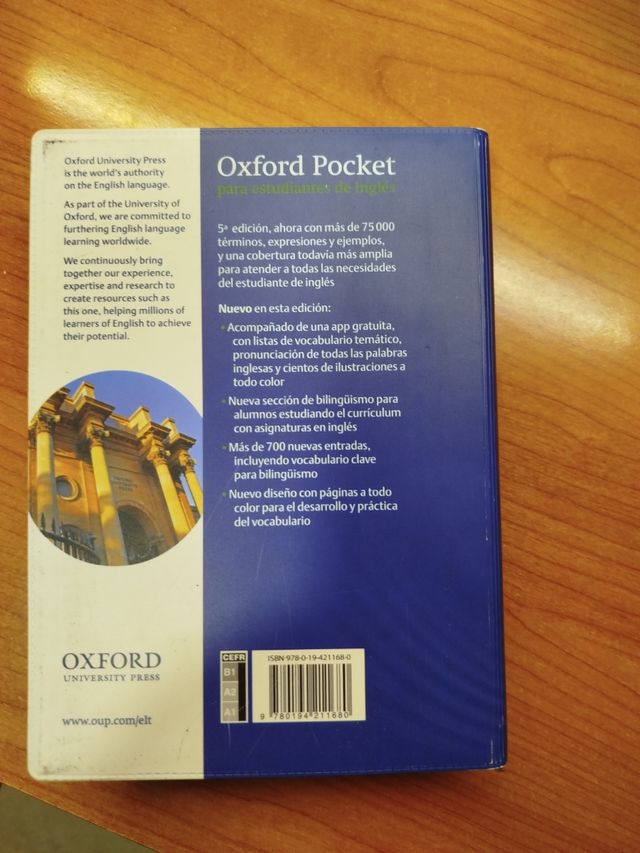 Oxford University Press
is the world's authority
on the English language.
As part of the University of
Oxford, we are committed to
furthering English language
learning worldwide.
We continuously bring
together our experience,
expertise and research to
create resources such as
this one, helping millions of
learners of English to achieve
their potential.
OXFORD
UNIVERSITY PRESS
www.oup.com/elt
Oxford Pocket
para estudiantes de inglés
5ª edición, ahora con más de 75 000
términos, expresiones y ejemplos,
y una cobertura todavía más amplia
para atender a todas las necesidades
del estudiante de inglés
Nuevo en esta edición:
• Acompañado de una app gratuita,
con listas de vocabulario temático,
pronunciación de todas las palabras
inglesas y cientos de ilustraciones a
todo color
• Nueva sección de bilingüismo para
alumnos estudiando el currículum
con asignaturas en inglés
• Más de 700 nuevas entradas,
incluyendo vocabulario clave
para bilingüismo
• Nuevo diseño con páginas a todo
color para el desarrollo y práctica
del vocabulario
CEFR
B1
A2
A1
ISBN 978-0-19-421168-0
9 780194 211680